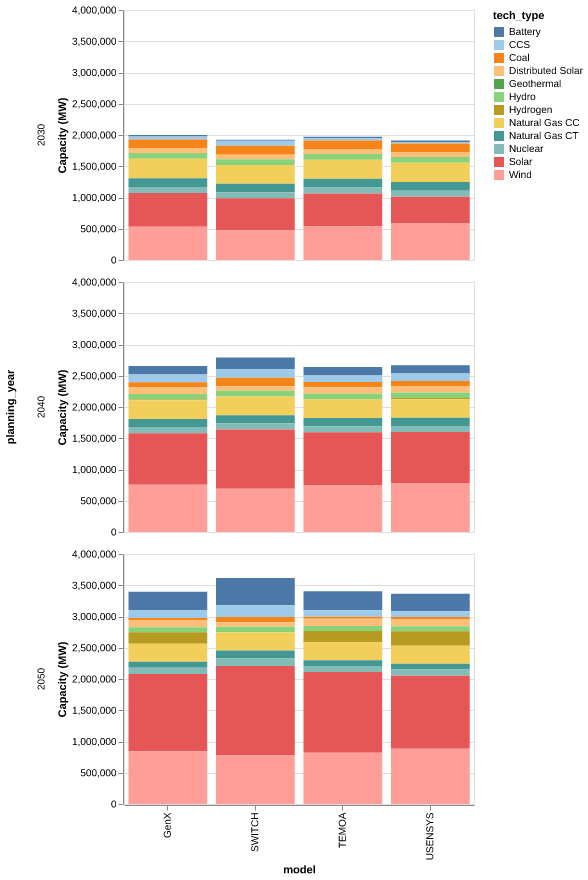 tech_type
Battery
CCS
Coal
Distributed Solar
Geothermal
Hydro
Hydrogen
Natural Gas CC
Natural Gas CT
Nuclear
Solar
Wind
planning_year
2030
Capacity (MW)
4,000,000
3,500,000
3,000,000
2,500,000
2,000,000
1,500,000
1,000,000
500,000
0
2040
Capacity (MW)
4,000,000
3,500,000
3,000,000
2,500,000
2,000,000
1,500,000
1,000,000
500,000
0
2050
Capacity (MW)
4,000,000
3,500,000
3,000,000
2,500,000
2,000,000
1,500,000
1,000,000
500,000
0
GenX
SWITCH
TEMOA
USENSYS
model